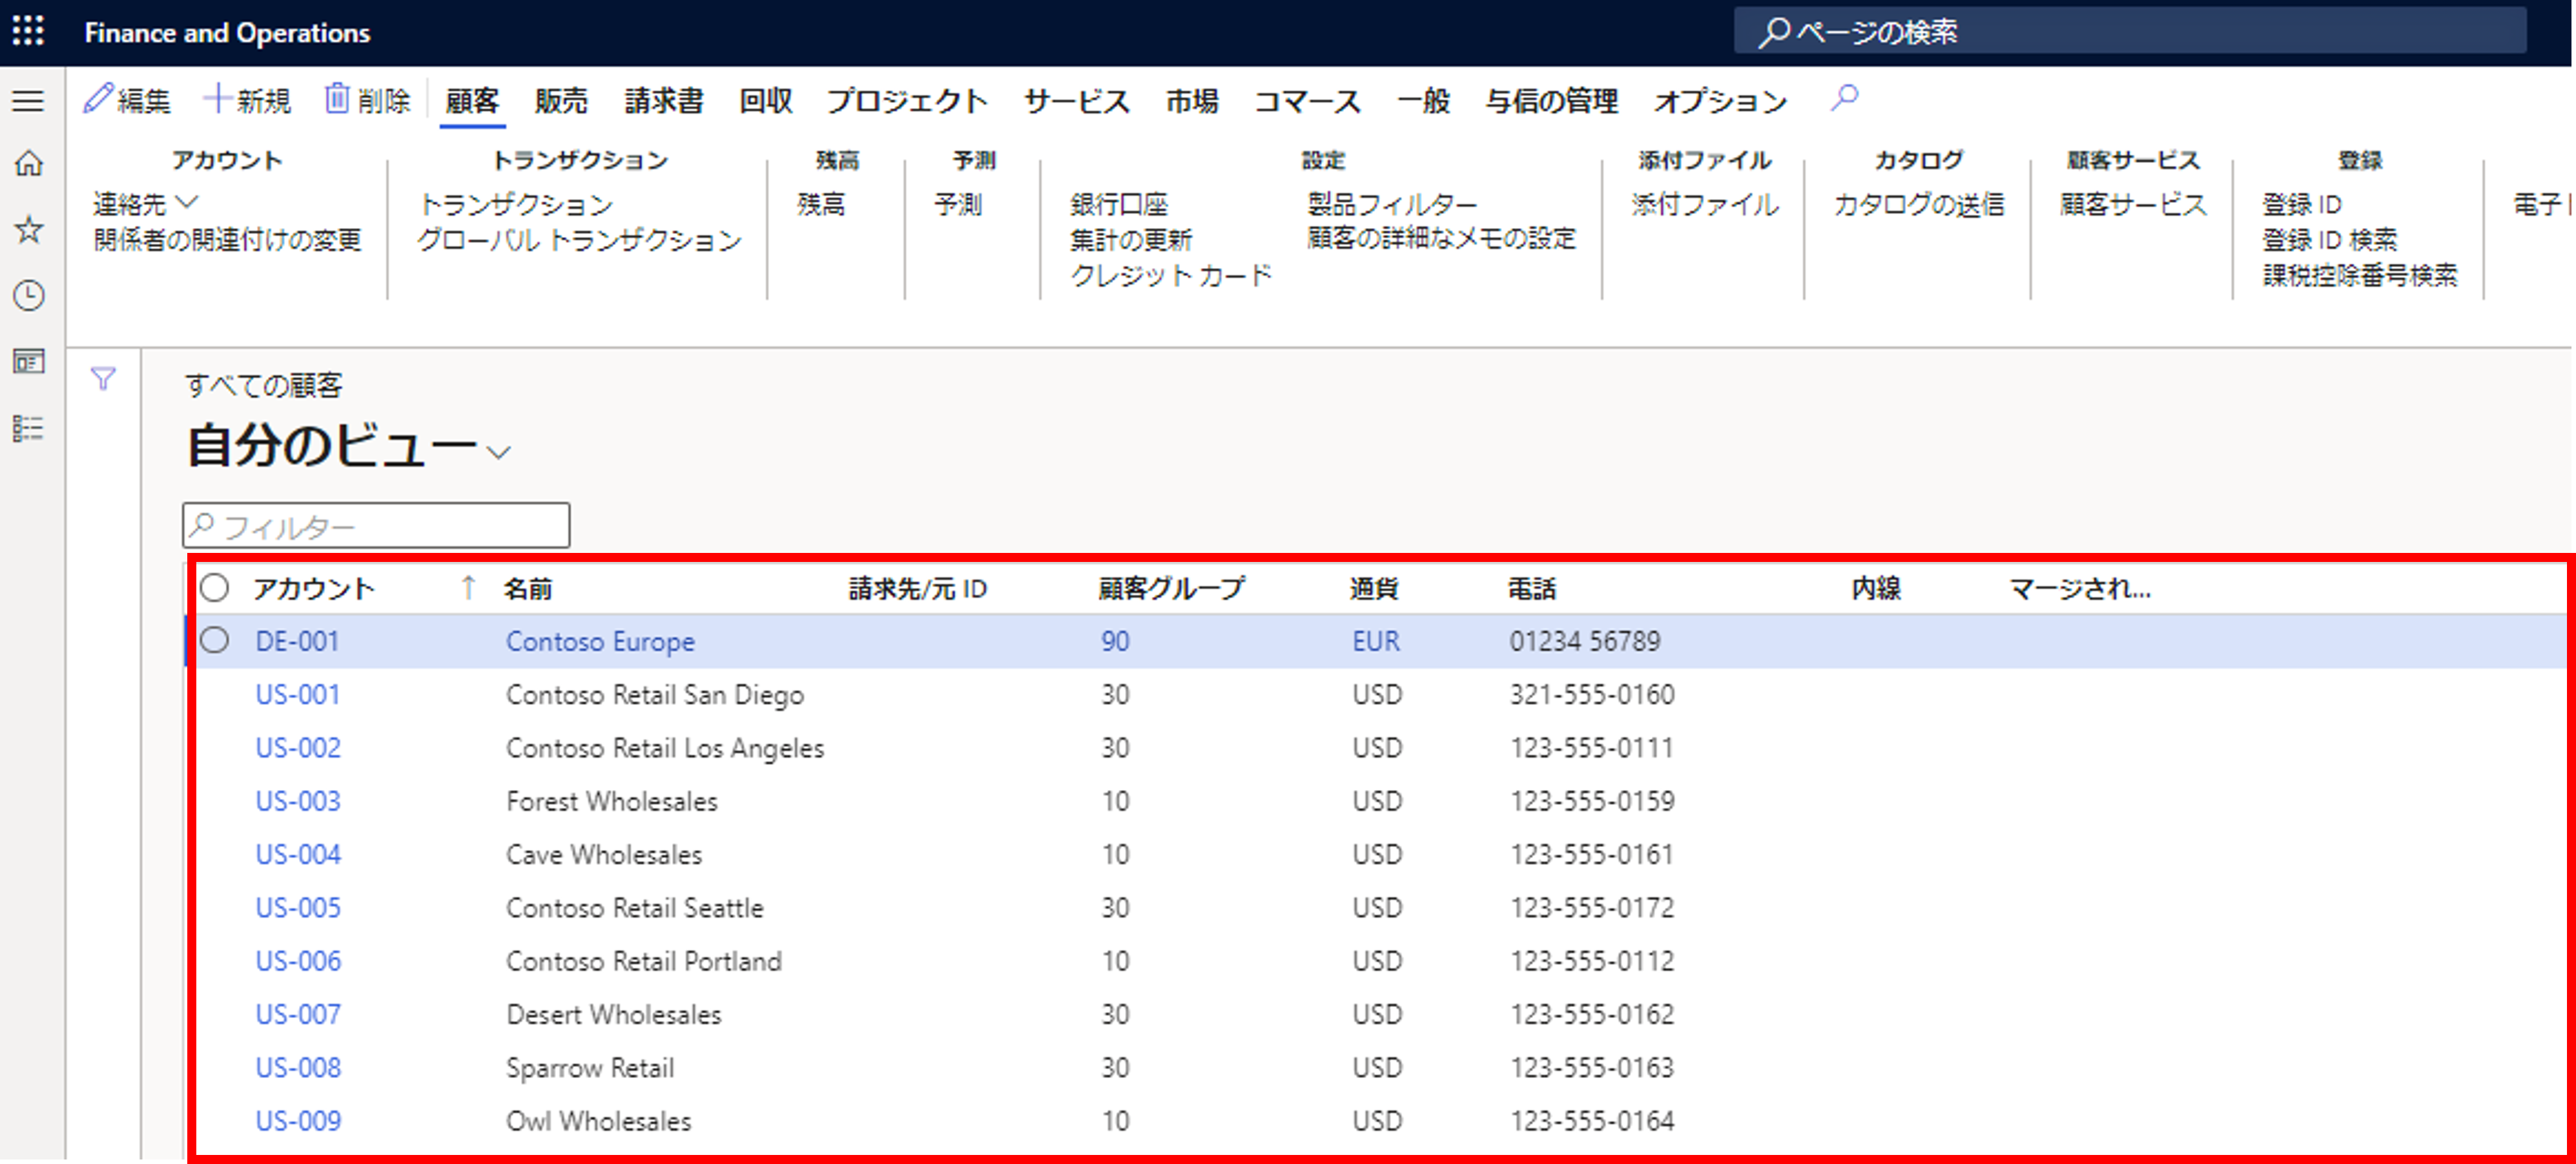 Finance and Operations ページの検索
編集 新規 削除 顧客 販売 請求書 回収 プロジェクト サービス 市場 コマース 一般 与信の管理 オプション
アカウント トランザクション 残高 予測 設定 添付ファイル カタログ 顧客サービス 登録
連絡先 トランザクション 残高 予測 銀行口座 製品フィルター 添付ファイル カタログの送信 顧客サービス 登録 ID 電子
関係者の関連付けの変更 グローバル トランザクション 集計の更新 顧客の詳細なメモの設定 登録 ID 検索
クレジット カード 課税控除番号検索
すべての顧客
自分のビュー
フィルター
アカウント ↑ 名前 請求先/元 ID 顧客グループ 通貨 電話 内線 マージされ...
DE-001 Contoso Europe 90 EUR 01234 56789
US-001 Contoso Retail San Diego 30 USD 321-555-0160
US-002 Contoso Retail Los Angeles 30 USD 123-555-0111
US-003 Forest Wholesales 10 USD 123-555-0159
US-004 Cave Wholesales 10 USD 123-555-0161
US-005 Contoso Retail Seattle 30 USD 123-555-0172
US-006 Contoso Retail Portland 10 USD 123-555-0112
US-007 Desert Wholesales 30 USD 123-555-0162
US-008 Sparrow Retail 30 USD 123-555-0163
US-009 Owl Wholesales 10 USD 123-555-0164